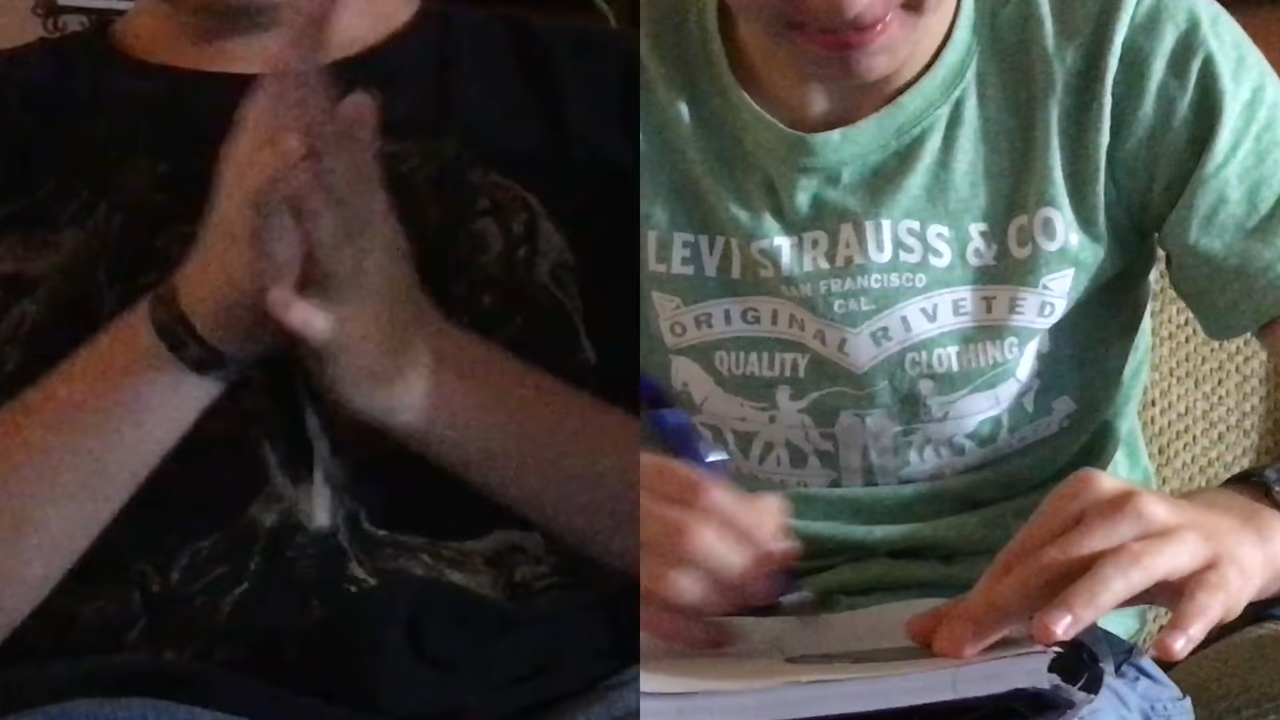 LEVI STRAUSS & CO.
SAN FRANCISCO
CAL.
ORIGINAL RIVETED
QUALITY CLOTHING